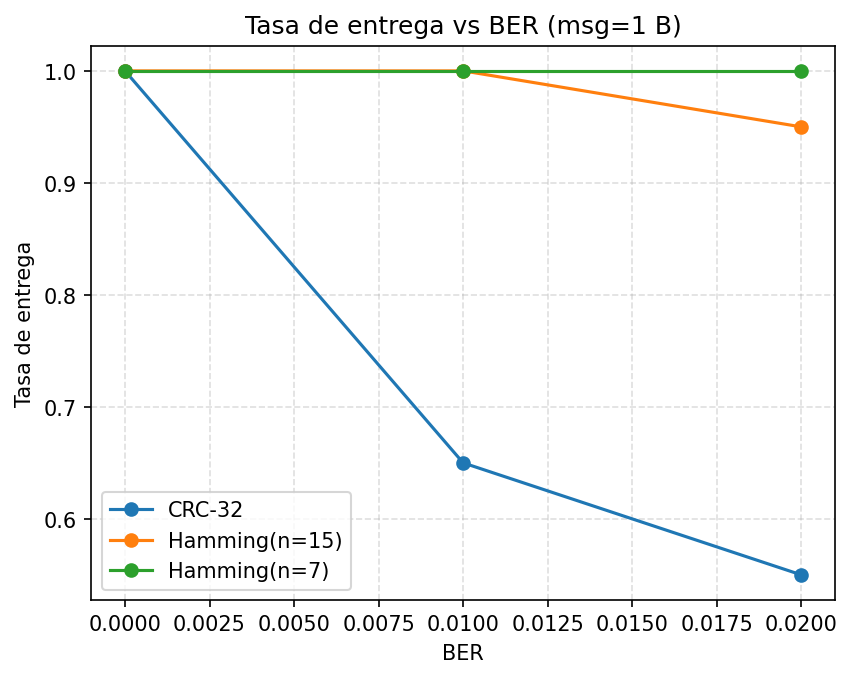 Tasa de entrega vs BER (msg=1 B)
Tasa de entrega
1.0
0.9
0.8
0.7
0.6
CRC-32
Hamming(n=15)
Hamming(n=7)
0.0000 0.0025 0.0050 0.0075 0.0100 0.0125 0.0150 0.0175 0.0200
BER